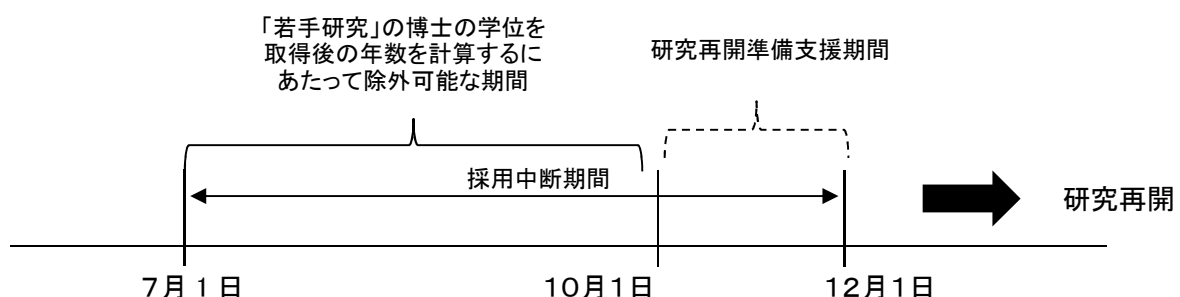 「若手研究」の博士の学位を
取得後の年数を計算するに
あたって除外可能な期間
研究再開準備支援期間
採用中断期間
研究再開
７月１日
１０月１日
１２月１日